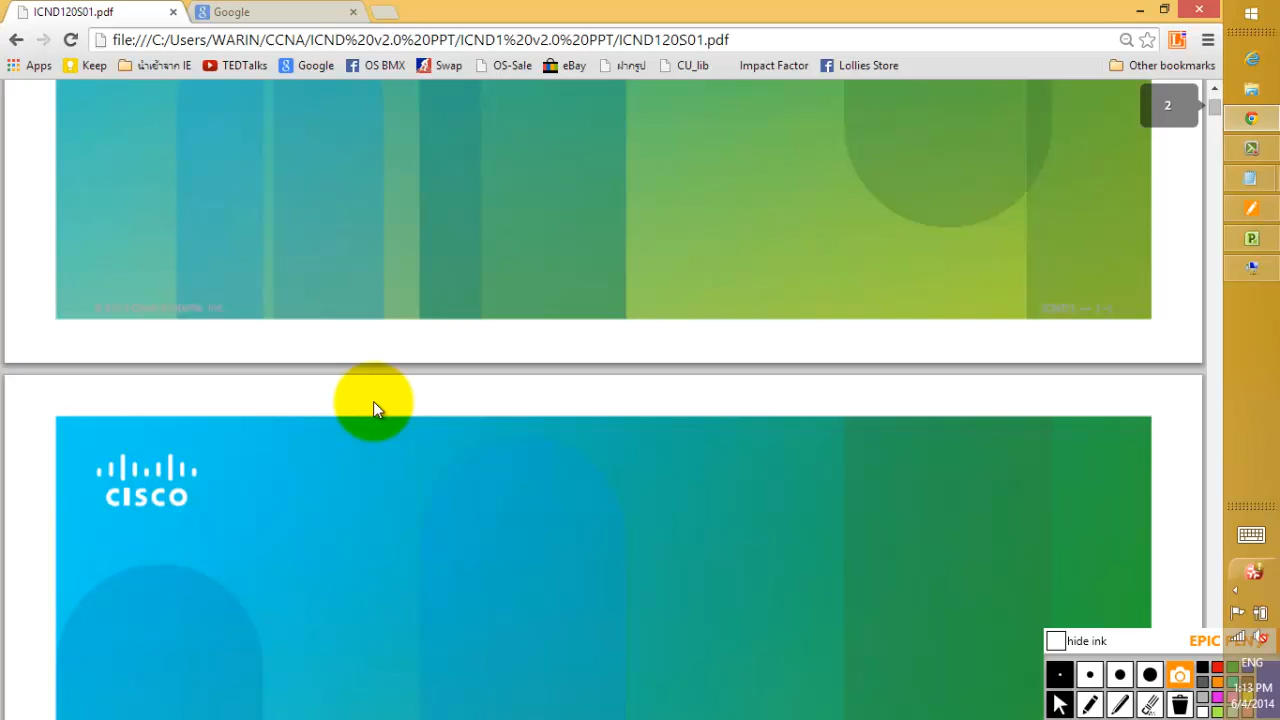 ICND120S01.pdf
Google
file:///C:/Users/WARIN/CCNA/ICND%20v2.0%20PPT/ICND1%20v2.0%20PPT/ICND120S01.pdf
Apps Keep นำเข้าจาก IE TEDTalks Google OS BMX Swap OS-Sale eBay ฝากรูป CU_lib Impact Factor Lollies Store Other bookmarks
2
CISCO
hide ink
EPIC PEN
ENG
1:13 PM
6/4/2014